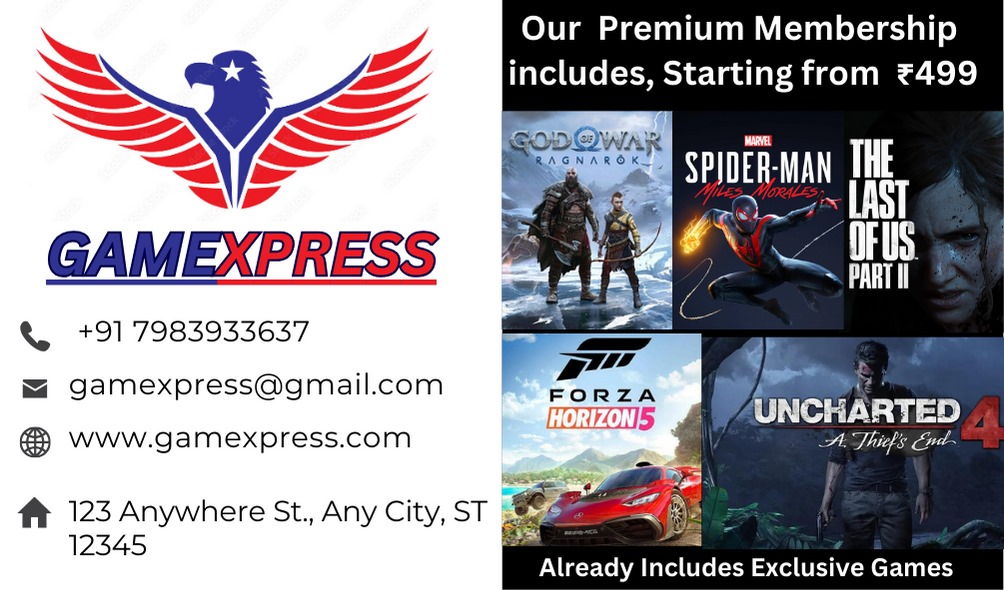 GAMEXPRESS
+91 7983933637
gamexpress@gmail.com
www.gamexpress.com
123 Anywhere St., Any City, ST
12345
Our Premium Membership
includes, Starting from ₹499
GOD OF WAR
RAGNARÖK
MARVEL
SPIDER-MAN
MILES MORALES
THE
LAST
OF US
PART II
FORZA
HORIZON 5
UNCHARTED 4
A Thief's End
Already Includes Exclusive Games